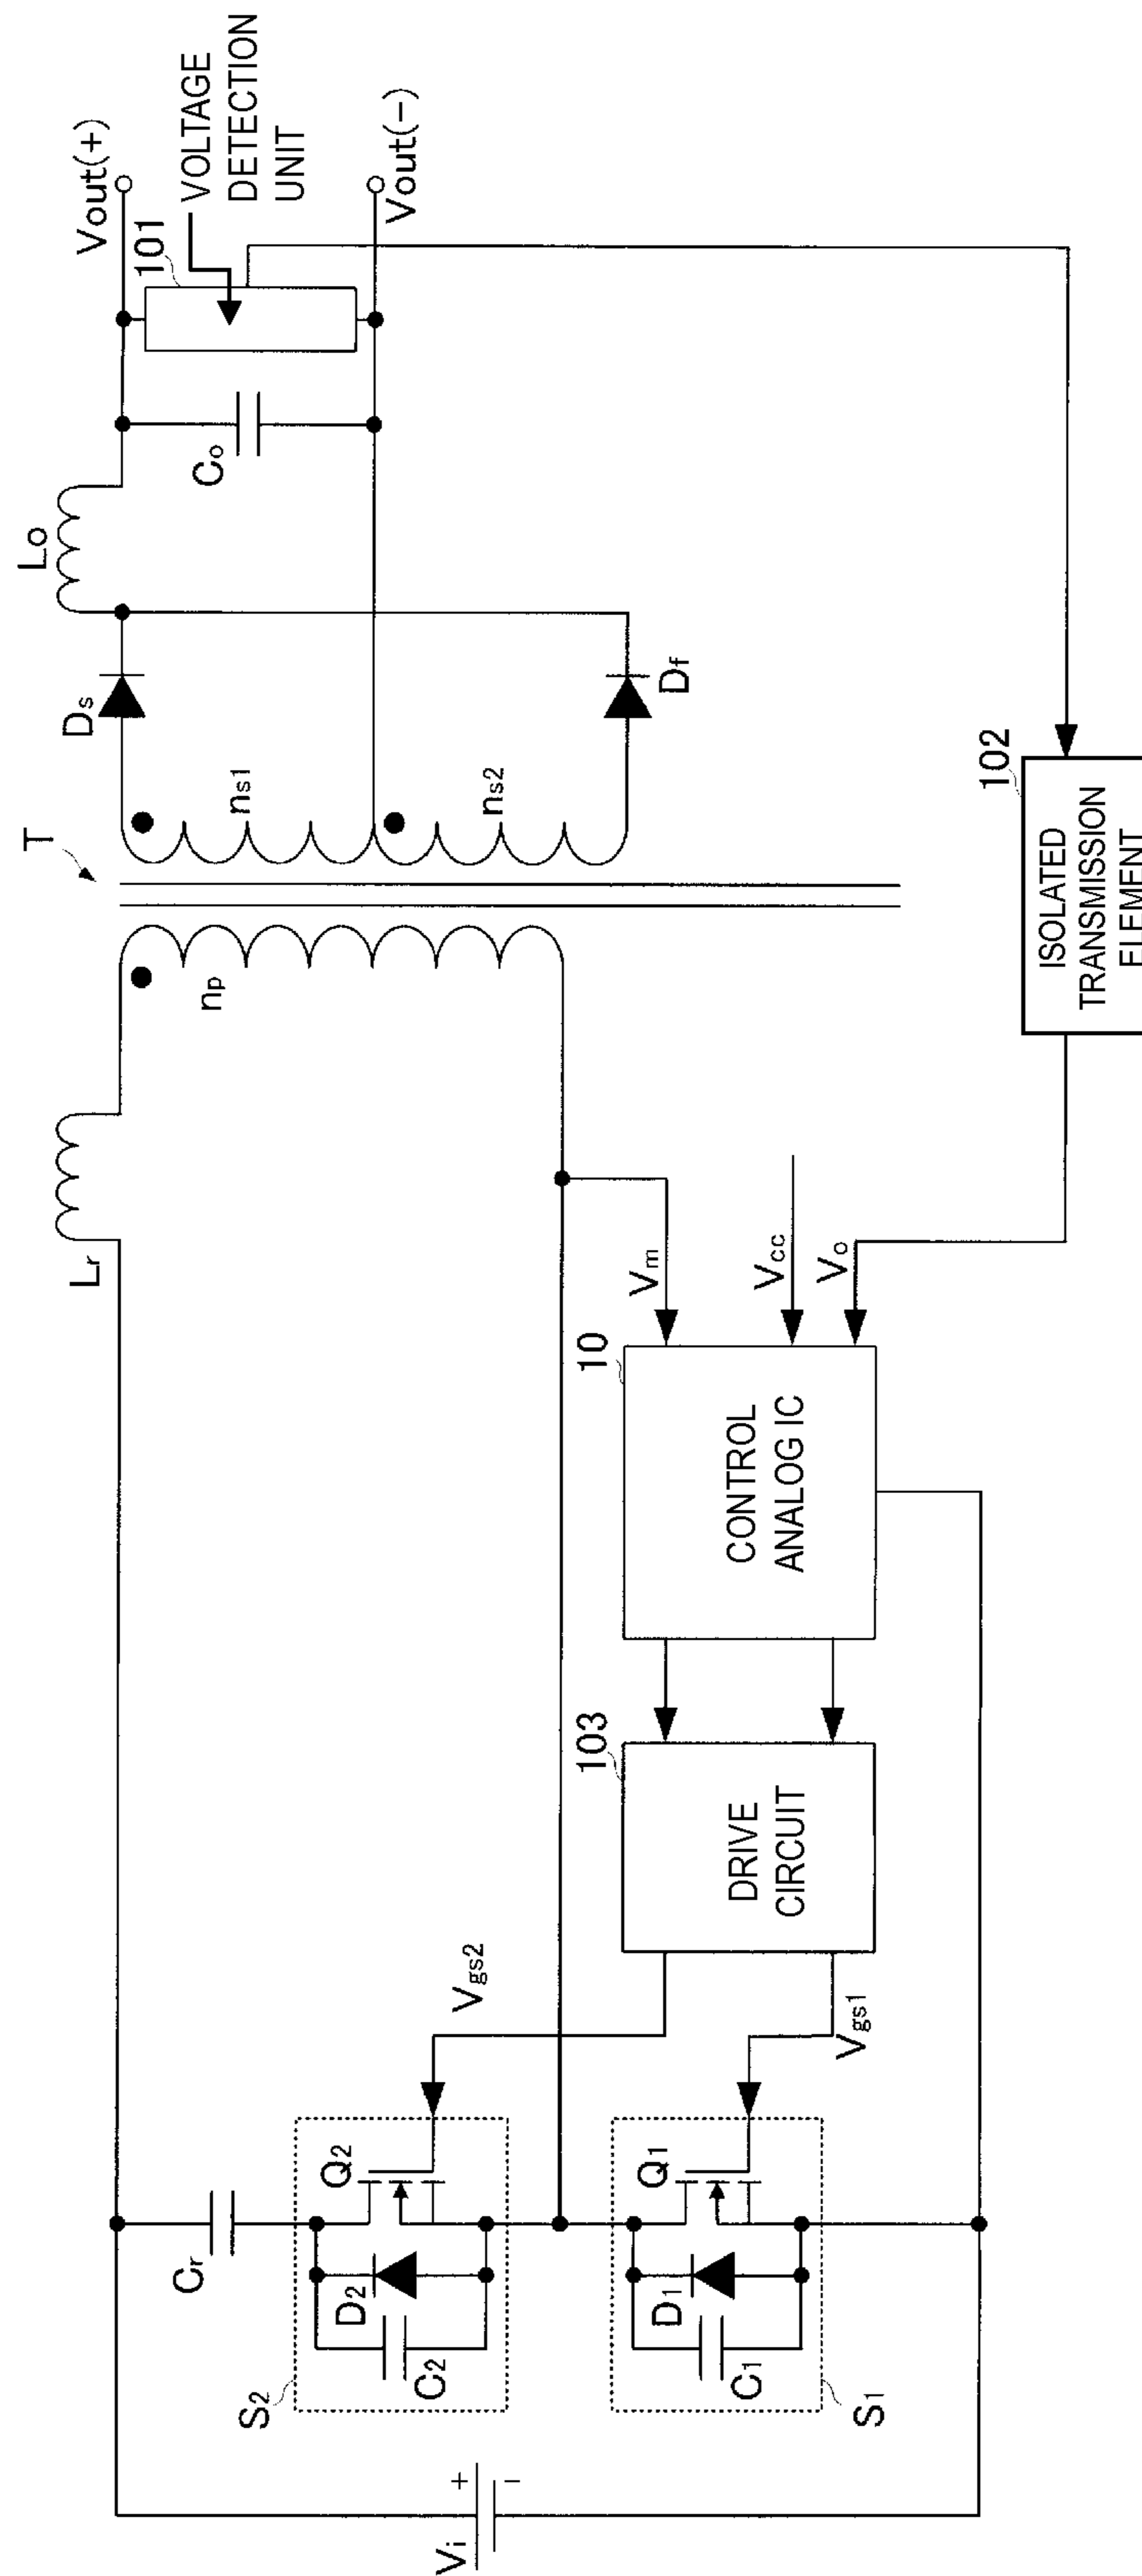 Vi
+
-
Cr
S2
C2
D2
Q2
Vgs2
S1
C1
D1
Q1
Vgs1
103
DRIVE
CIRCUIT
10
CONTROL
ANALOG IC
Vm
Vcc
Vo
Lr
T
np
ns1
ns2
Ds
Df
Lo
Co
101
Vout(+)
VOLTAGE
DETECTION
UNIT
Vout(-)
102
ISOLATED
TRANSMISSION
ELEMENT